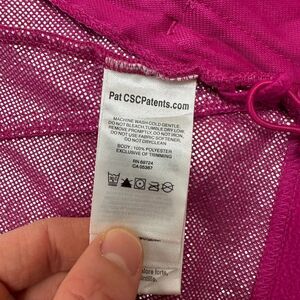 Pat CSCPatents.com
MACHINE WASH COLD GENTLE
DO NOT BLEACH, TUMBLE DRY LOW,
REMOVE PROMPTLY, DO NOT IRON,
DO NOT USE FABRIC SOFTENER,
DO NOT DRYCLEAN
BODY : 100% POLYESTER
EXCLUSIVE OF TRIMMING
RN 69724
CA 05367